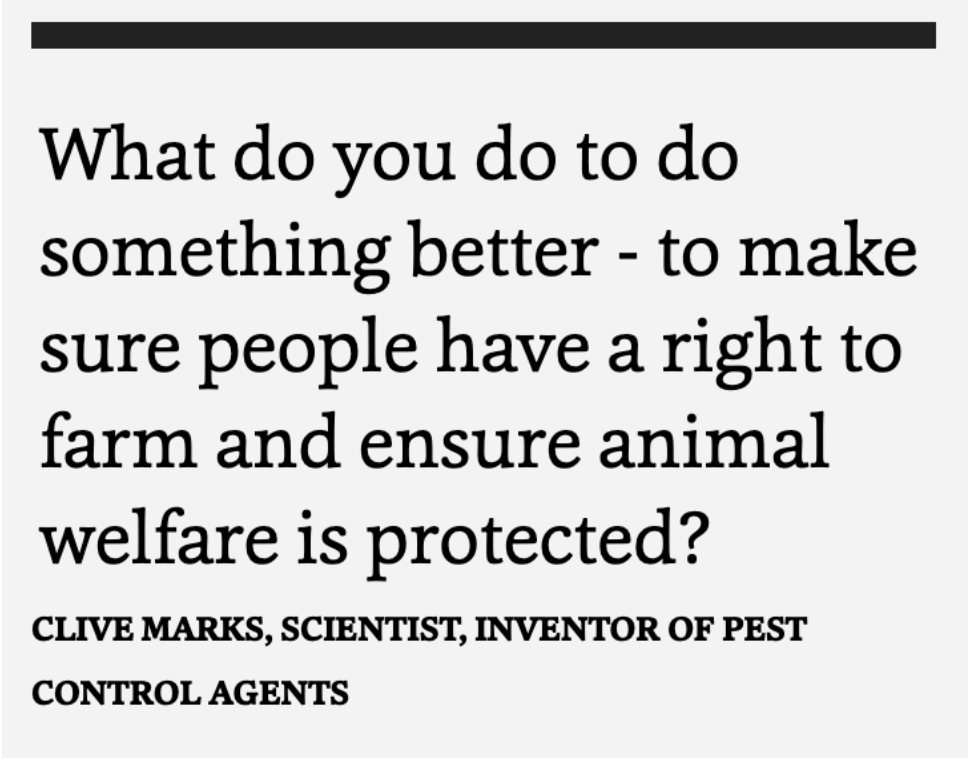 What do you do to do
something better - to make
sure people have a right to
farm and ensure animal
welfare is protected?
CLIVE MARKS, SCIENTIST, INVENTOR OF PEST
CONTROL AGENTS